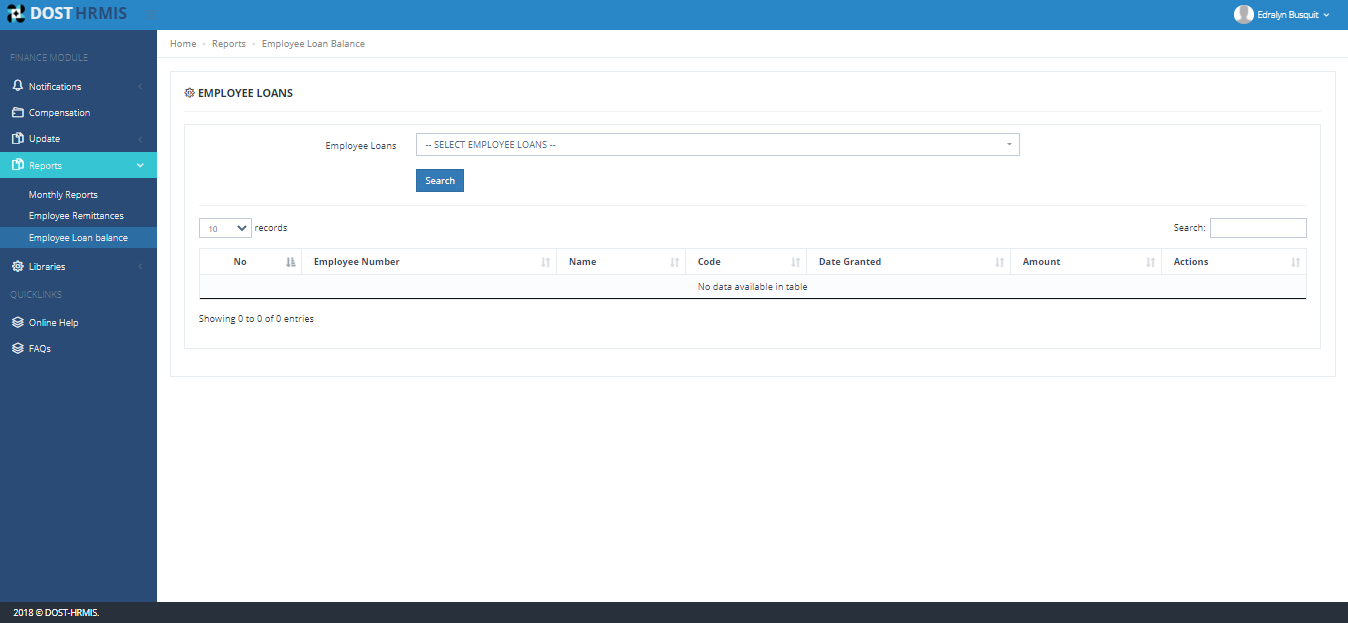 DOST HRMIS
Edralyn Busquit
Home Reports Employee Loan Balance
FINANCE MODULE
Notifications
Compensation
Update
Reports
Monthly Reports
Employee Remittances
Employee Loan balance
Libraries
QUICKLINKS
Online Help
FAQs
EMPLOYEE LOANS
Employee Loans -- SELECT EMPLOYEE LOANS --
Search
10 records Search:
No Employee Number Name Code Date Granted Amount Actions
No data available in table
Showing 0 to 0 of 0 entries
2018 © DOST-HRMIS.